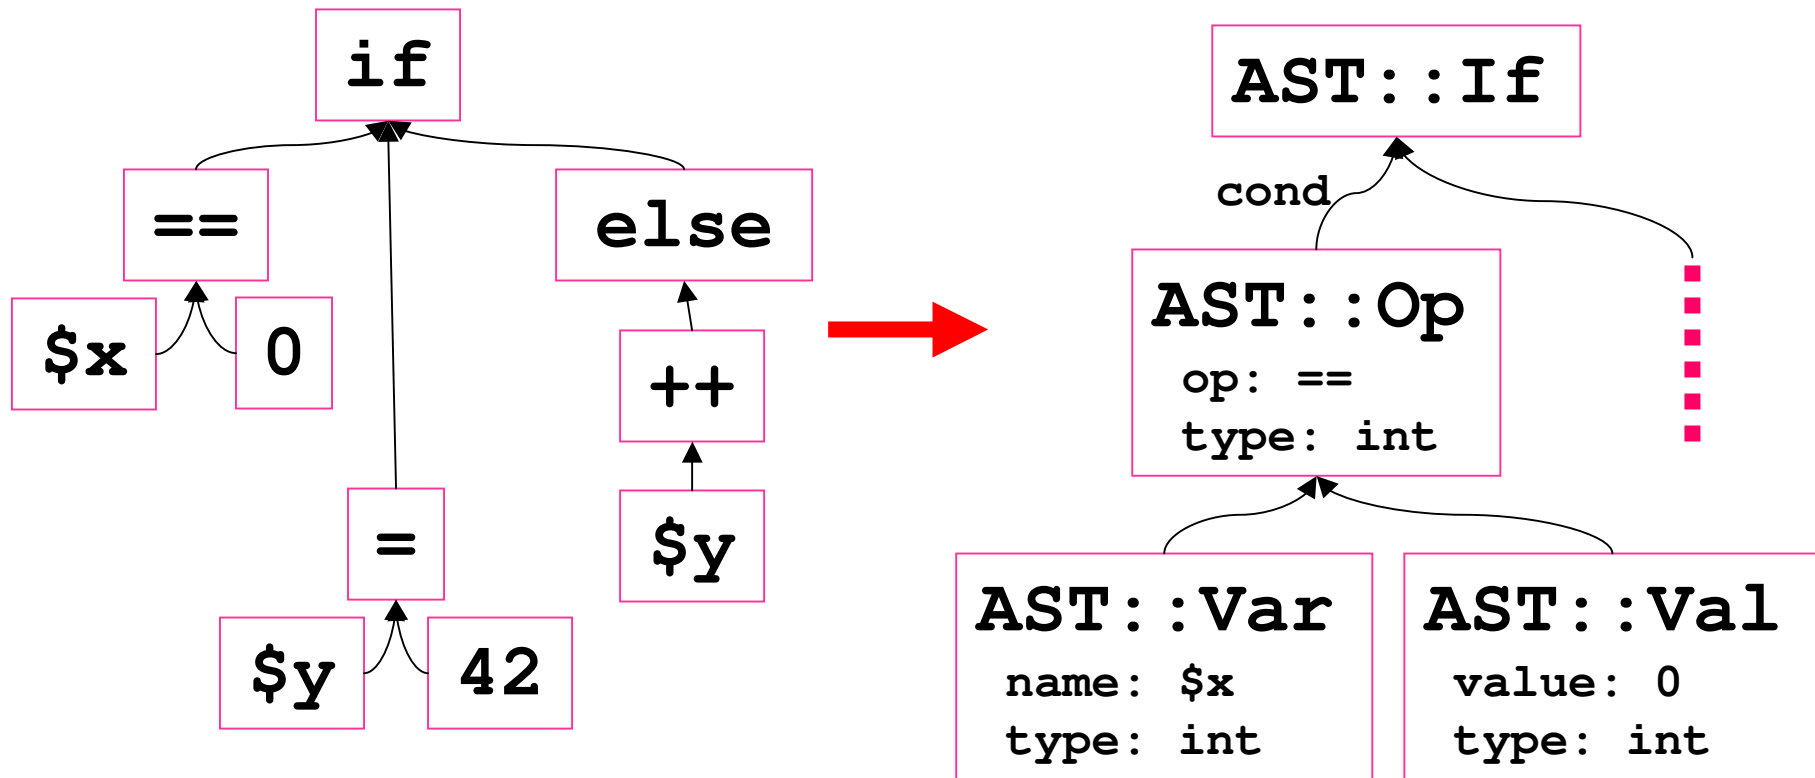 if
==
else
$x
0
++
=
$y
$y
42
AST::If
cond
AST::Op
op: ==
type: int
AST::Var
name: $x
type: int
AST::Val
value: 0
type: int